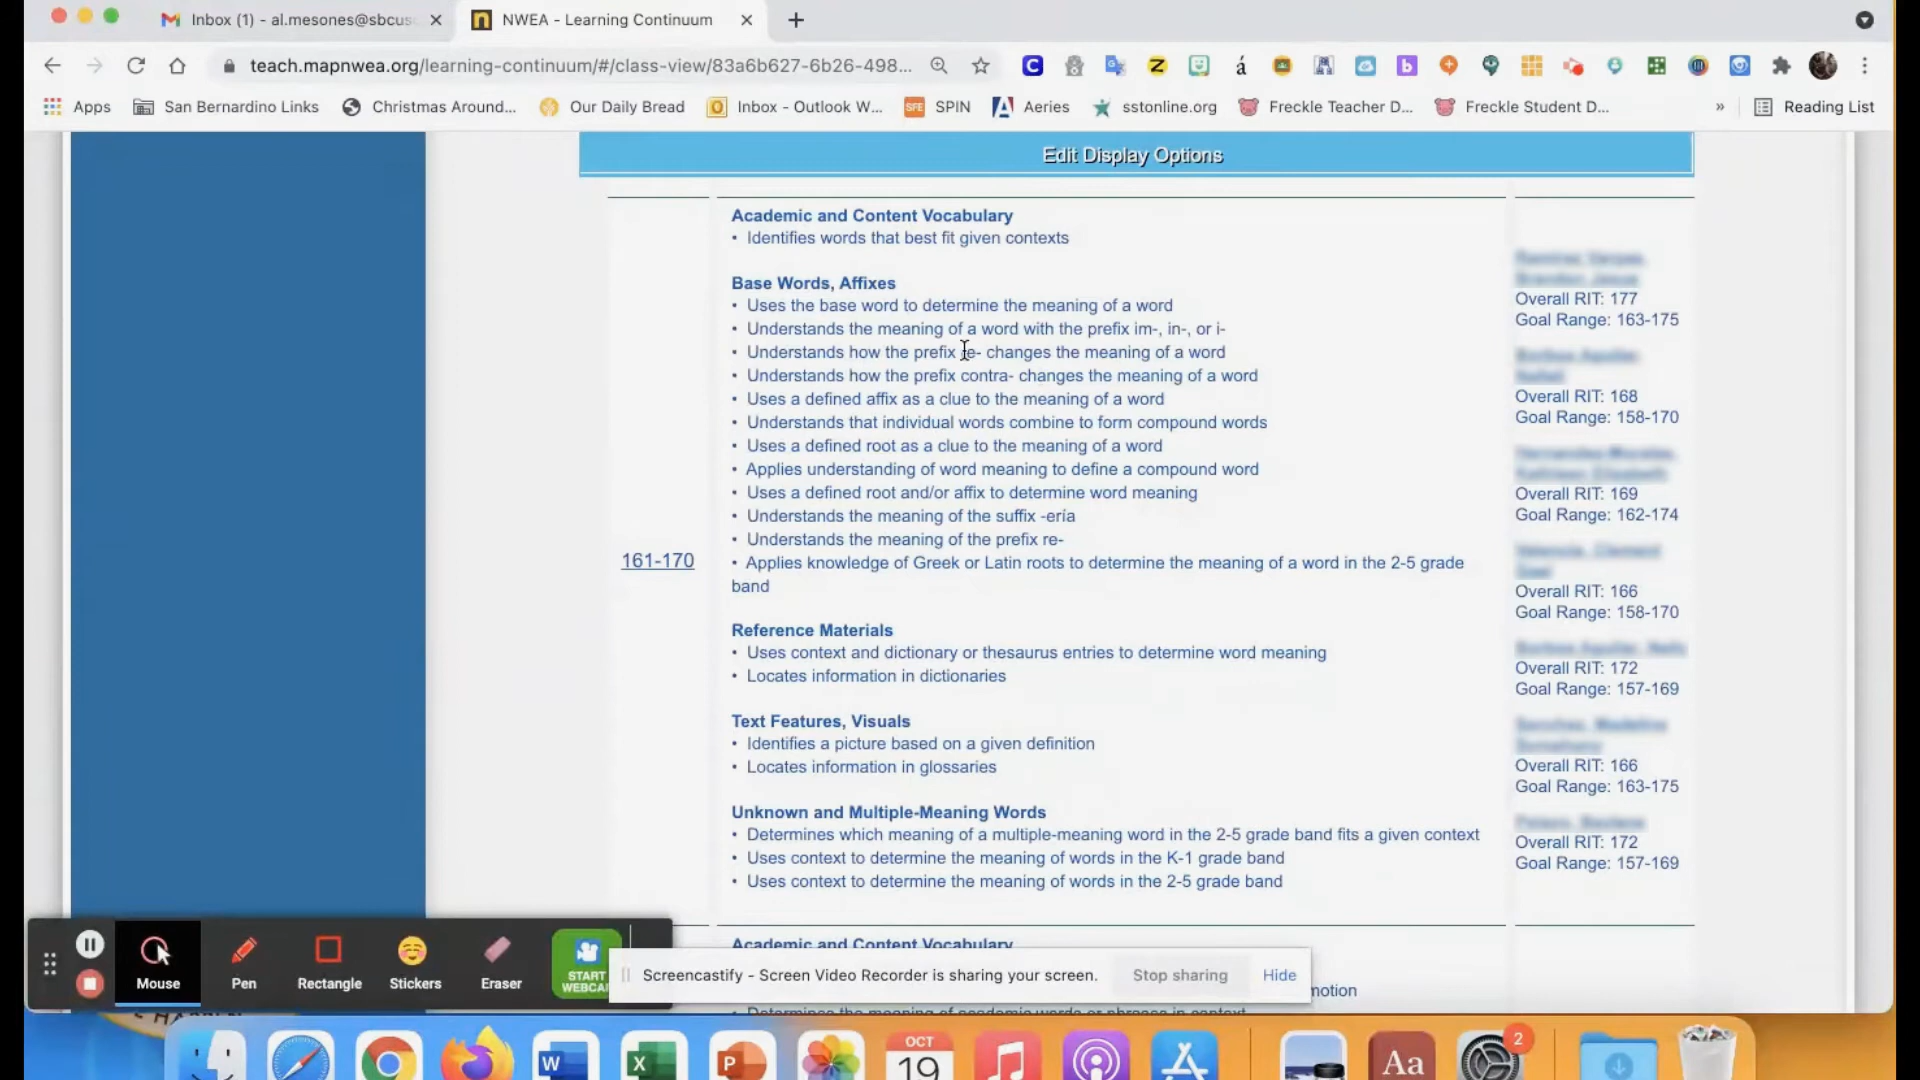 Inbox (1) - al.mesones@sbcus
NWEA - Learning Continuum
teach.mapnwea.org/learning-continuum/#/class-view/83a6b627-6b26-498...
Apps
San Bernardino Links
Christmas Around...
Our Daily Bread
Inbox - Outlook W...
SPIN
Aeries
sstonline.org
Freckle Teacher D...
Freckle Student D...
»
Reading List
Edit Display Options
161-170
Academic and Content Vocabulary
• Identifies words that best fit given contexts
Base Words, Affixes
• Uses the base word to determine the meaning of a word
• Understands the meaning of a word with the prefix im-, in-, or i-
• Understands how the prefix re- changes the meaning of a word
• Understands how the prefix contra- changes the meaning of a word
• Uses a defined affix as a clue to the meaning of a word
• Understands that individual words combine to form compound words
• Uses a defined root as a clue to the meaning of a word
• Applies understanding of word meaning to define a compound word
• Uses a defined root and/or affix to determine word meaning
• Understands the meaning of the suffix -ería
• Understands the meaning of the prefix re-
• Applies knowledge of Greek or Latin roots to determine the meaning of a word in the 2-5 grade
band
Reference Materials
• Uses context and dictionary or thesaurus entries to determine word meaning
• Locates information in dictionaries
Text Features, Visuals
• Identifies a picture based on a given definition
• Locates information in glossaries
Unknown and Multiple-Meaning Words
• Determines which meaning of a multiple-meaning word in the 2-5 grade band fits a given context
• Uses context to determine the meaning of words in the K-1 grade band
• Uses context to determine the meaning of words in the 2-5 grade band
Overall RIT: 177
Goal Range: 163-175
Overall RIT: 168
Goal Range: 158-170
Overall RIT: 169
Goal Range: 162-174
Overall RIT: 166
Goal Range: 158-170
Overall RIT: 172
Goal Range: 157-169
Overall RIT: 166
Goal Range: 163-175
Overall RIT: 172
Goal Range: 157-169
Academic and Content Vocabulary
motion
• Determines the meaning of academic words or phrases in context
Mouse
Pen
Rectangle
Stickers
Eraser
START
WEBCA
Screencastify - Screen Video Recorder is sharing your screen.
Stop sharing
Hide
OCT
19
W
X
P
Aa
2